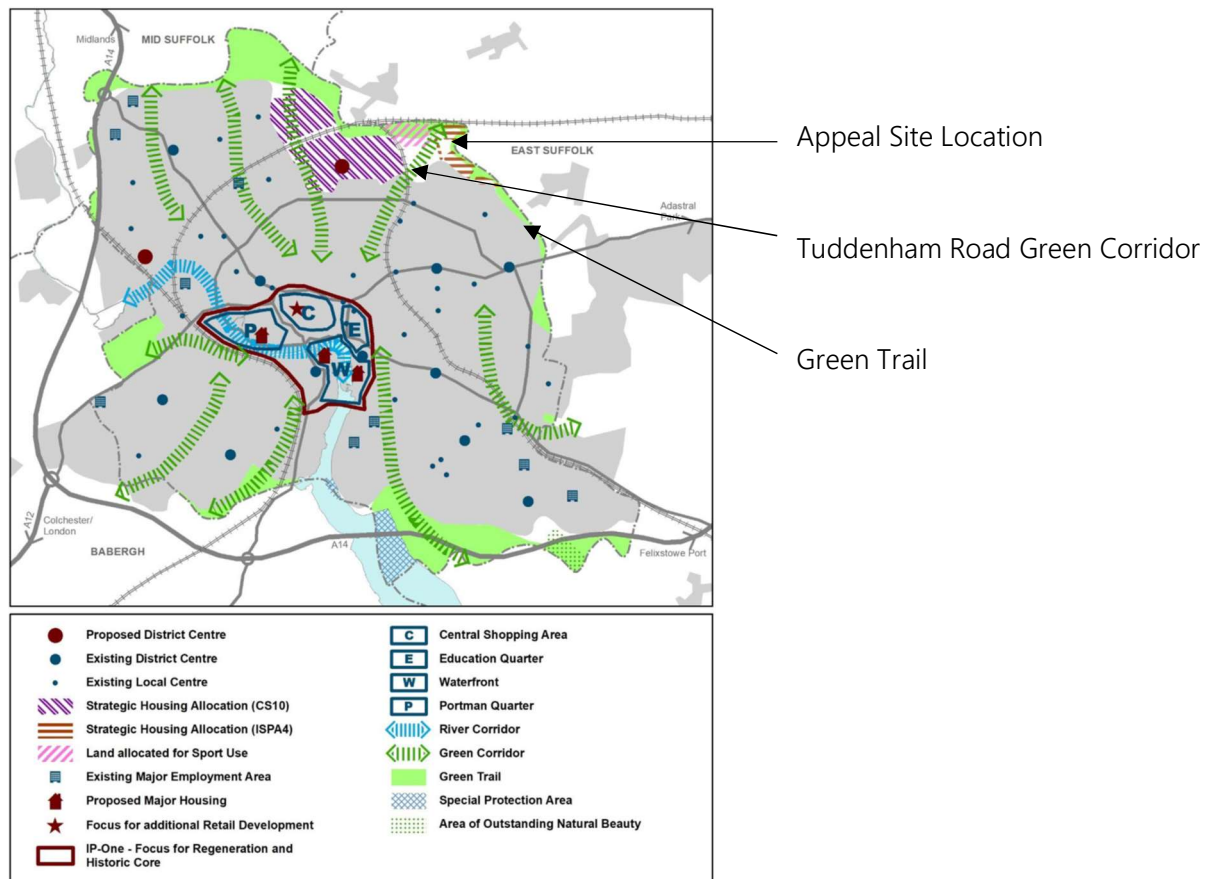 Midlands
MID SUFFOLK
A14
EAST SUFFOLK
Adastral
Park
C
P
E
W
A12
Colchester/
London
BABERGH
A14
Felixstowe Port
Appeal Site Location
Tuddenham Road Green Corridor
Green Trail
Proposed District Centre
Existing District Centre
Existing Local Centre
Strategic Housing Allocation (CS10)
Strategic Housing Allocation (ISPA4)
Land allocated for Sport Use
Existing Major Employment Area
Proposed Major Housing
Focus for additional Retail Development
IP-One - Focus for Regeneration and
Historic Core
C Central Shopping Area
E Education Quarter
W Waterfront
P Portman Quarter
River Corridor
Green Corridor
Green Trail
Special Protection Area
Area of Outstanding Natural Beauty